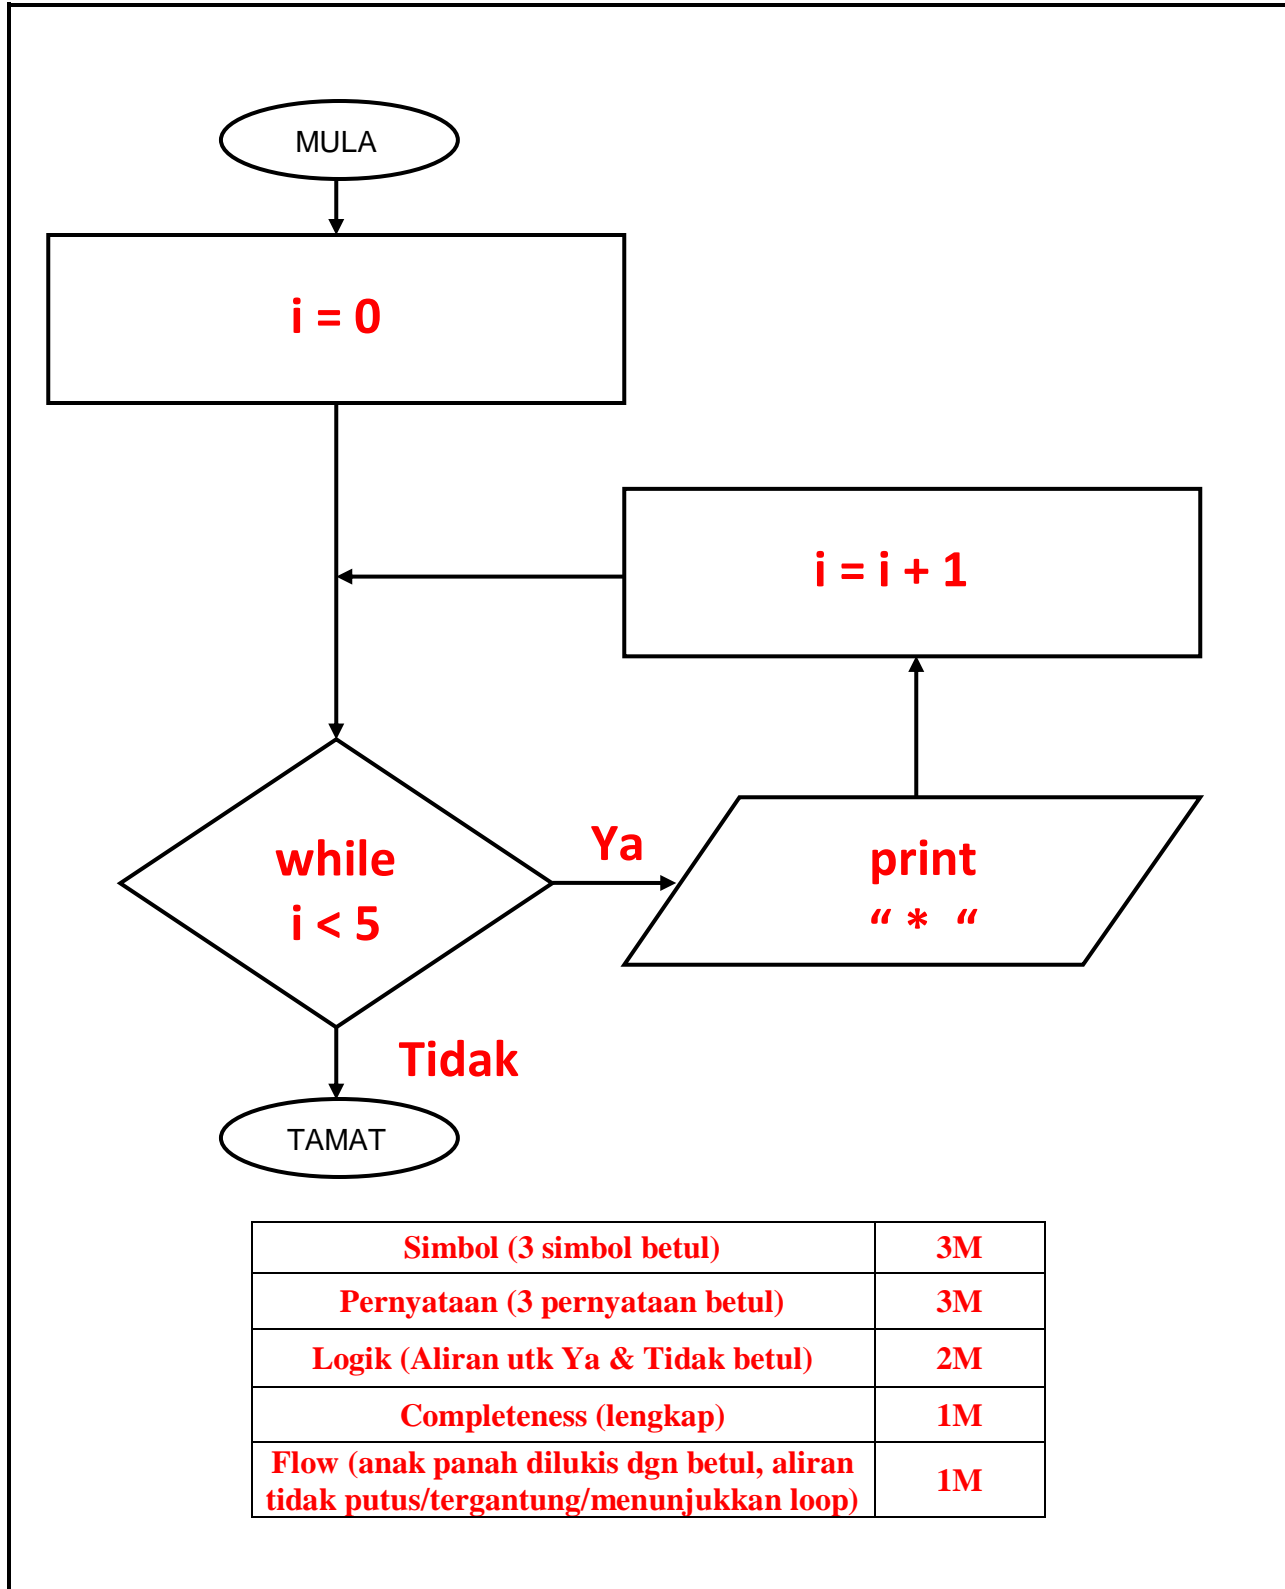 MULA
i = 0
i = i + 1
while
i < 5
Ya
print
“ * “
Tidak
TAMAT
Simbol (3 simbol betul) 3M
Pernyataan (3 pernyataan betul) 3M
Logik (Aliran utk Ya & Tidak betul) 2M
Completeness (lengkap) 1M
Flow (anak panah dilukis dgn betul, aliran
tidak putus/tergantung/menunjukkan loop) 1M